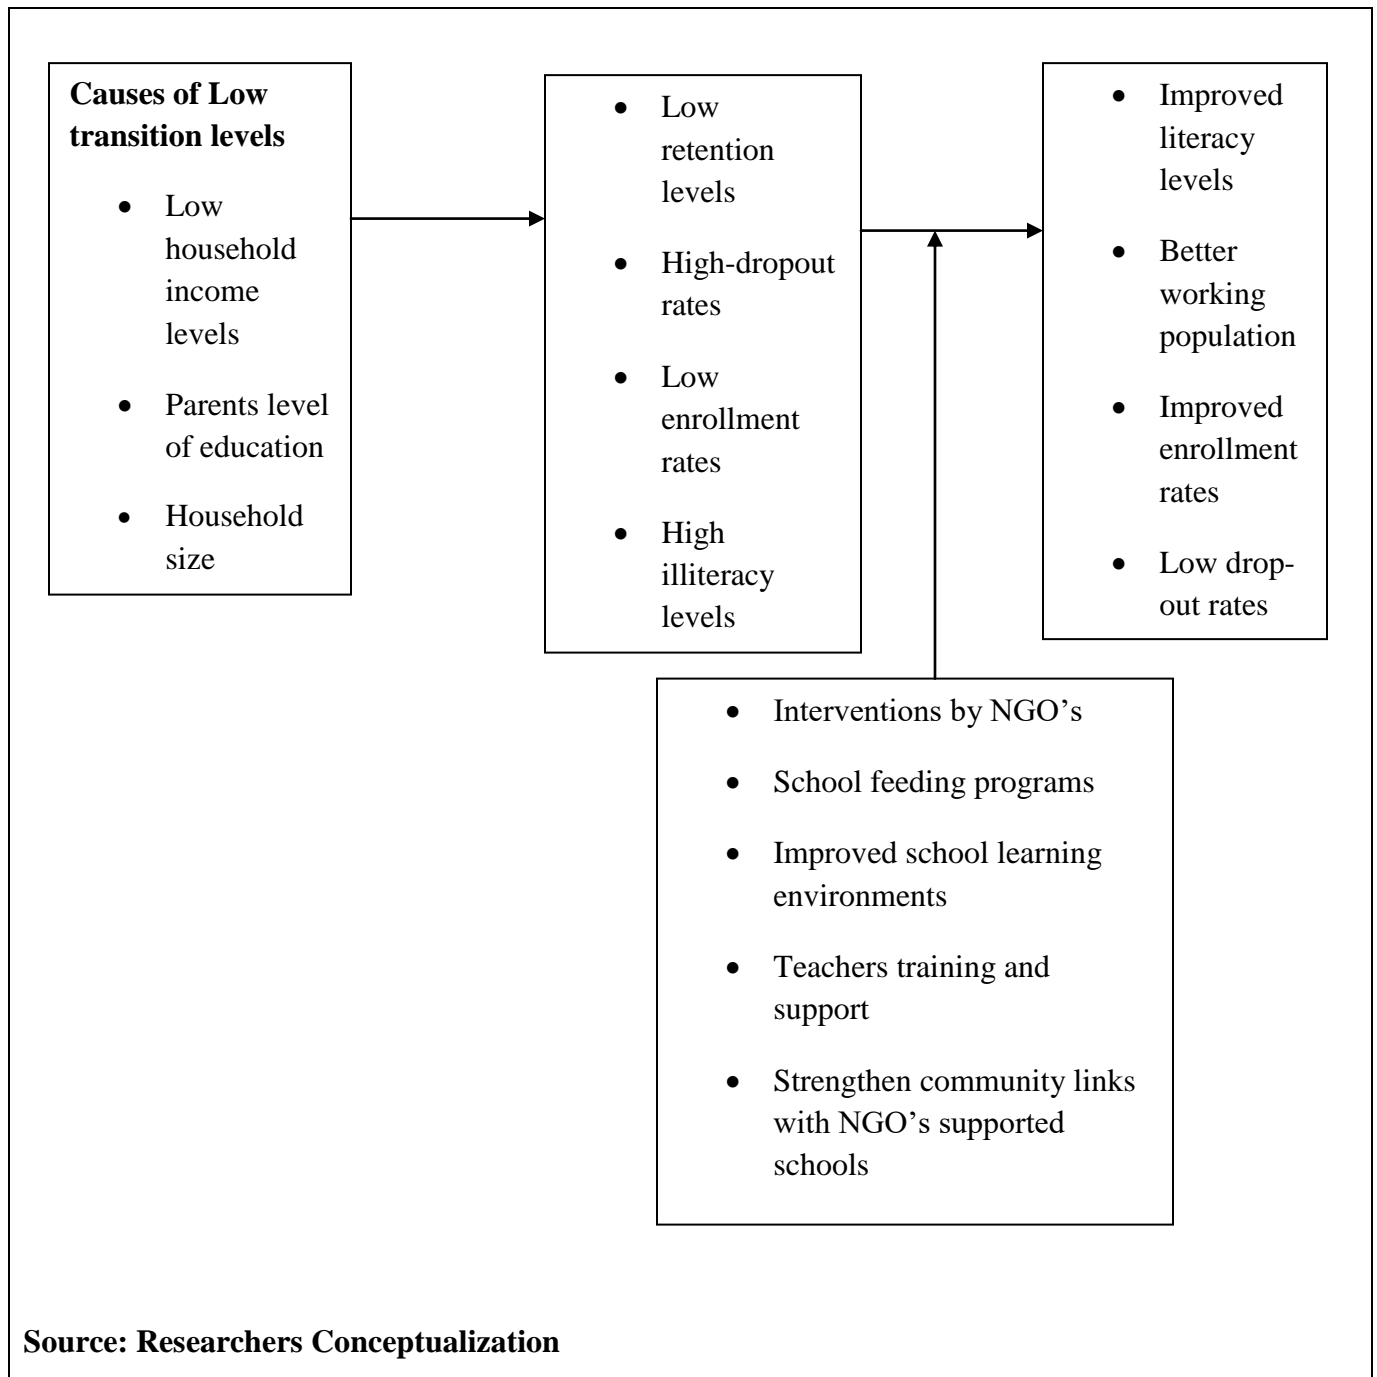 Causes of Low
transition levels
• Low
household
income
levels
• Parents level
of education
• Household
size
• Low
retention
levels
• High-dropout
rates
• Low
enrollment
rates
• High
illiteracy
levels
• Improved
literacy
levels
• Better
working
population
• Improved
enrollment
rates
• Low drop-
out rates
• Interventions by NGO’s
• School feeding programs
• Improved school learning
environments
• Teachers training and
support
• Strengthen community links
with NGO’s supported
schools
Source: Researchers Conceptualization